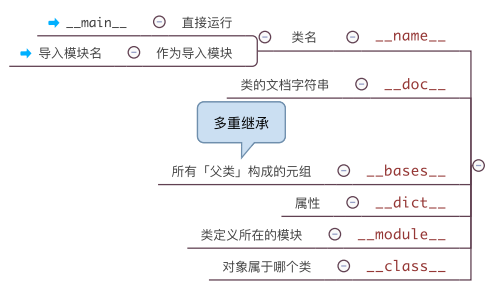 __main__ 直接运行
导入模块名 作为导入模块
类名 __name__
类的文档字符串 __doc__
多重继承
所有「父类」构成的元组 __bases__
属性 __dict__
类定义所在的模块 __module__
对象属于哪个类 __class__